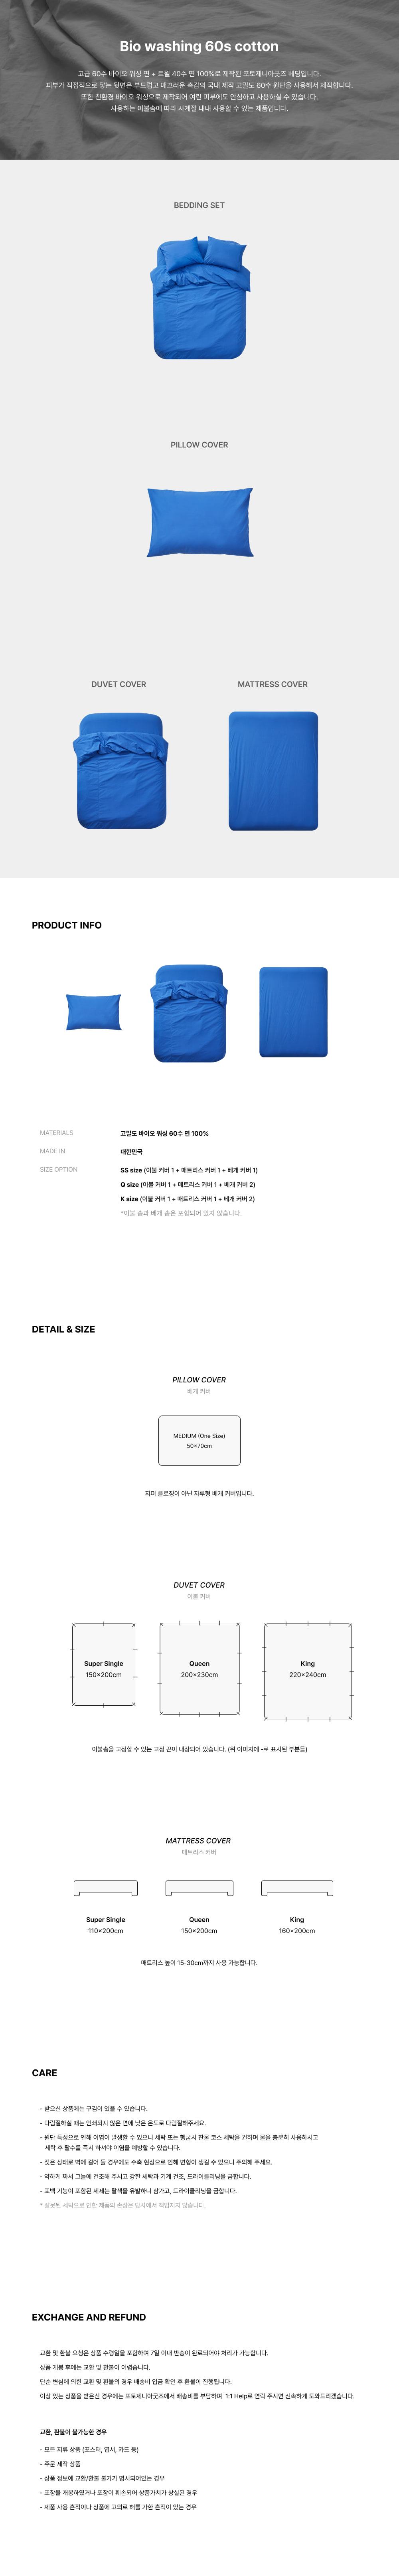 Bio washing 60s cotton
고급 60수 바이오 워싱 면 + 트윌 40수 면 100%로 제작된 포토제니아굿즈 베딩입니다.
피부가 직접적으로 닿는 뒷면은 부드럽고 매끄러운 촉감의 국내 제작 고밀도 60수 원단을 사용해서 제작합니다.
또한 친환경 바이오 워싱으로 제작되어 여린 피부에도 안심하고 사용하실 수 있습니다.
사용하는 이불솜에 따라 사계절 내내 사용할 수 있는 제품입니다.
BEDDING SET
PILLOW COVER
DUVET COVER
MATTRESS COVER
PRODUCT INFO
MATERIALS
고밀도 바이오 워싱 60수 면 100%
MADE IN
대한민국
SIZE OPTION
SS size (이불 커버 1 + 매트리스 커버 1 + 베개 커버 1)
Q size (이불 커버 1 + 매트리스 커버 1 + 베개 커버 2)
K size (이불 커버 1 + 매트리스 커버 1 + 베개 커버 2)
*이불 솜과 베개 솜은 포함되어 있지 않습니다.
DETAIL & SIZE
PILLOW COVER
베개 커버
MEDIUM (One Size)
50×70cm
지퍼 클로징이 아닌 자루형 베개 커버입니다.
DUVET COVER
이불 커버
Super Single
150×200cm
Queen
200×230cm
King
220×240cm
이불솜을 고정할 수 있는 고정 끈이 내장되어 있습니다. (위 이미지에 -로 표시된 부분들)
MATTRESS COVER
매트리스 커버
Super Single
110×200cm
Queen
150×200cm
King
160×200cm
매트리스 높이 15-30cm까지 사용 가능합니다.
CARE
- 받으신 상품에는 구김이 있을 수 있습니다.
- 다림질하실 때는 인쇄되지 않은 면에 낮은 온도로 다림질해주세요.
- 원단 특성으로 인해 이염이 발생할 수 있으니 세탁 또는 헹굼시 찬물 코스 세탁을 권하며 물을 충분히 사용하시고
세탁 후 탈수를 즉시 하셔야 이염을 예방할 수 있습니다.
- 젖은 상태로 벽에 걸어 둘 경우에도 수축 현상으로 인해 변형이 생길 수 있으니 주의해 주세요.
- 약하게 짜서 그늘에 건조해 주시고 강한 세탁과 기계 건조, 드라이클리닝을 금합니다.
- 표백 기능이 포함된 세제는 탈색을 유발하니 삼가고, 드라이클리닝을 금합니다.
* 잘못된 세탁으로 인한 제품의 손상은 당사에서 책임지지 않습니다.
EXCHANGE AND REFUND
교환 및 환불 요청은 상품 수령일을 포함하여 7일 이내 반송이 완료되어야 처리가 가능합니다.
상품 개봉 후에는 교환 및 환불이 어렵습니다.
단순 변심에 의한 교환 및 환불의 경우 배송비 입금 확인 후 환불이 진행됩니다.
이상 있는 상품을 받은신 경우에는 포토제니아굿즈에서 배송비를 부담하며 1:1 Help로 연락 주시면 신속하게 도와드리겠습니다.
교환, 환불이 불가능한 경우
- 모든 지류 상품 (포스터, 엽서, 카드 등)
- 주문 제작 상품
- 상품 정보에 교환/환불 불가가 명시되어있는 경우
- 포장을 개봉하였거나 포장이 훼손되어 상품가치가 상실된 경우
- 제품 사용 흔적이나 상품에 고의로 해를 가한 흔적이 있는 경우